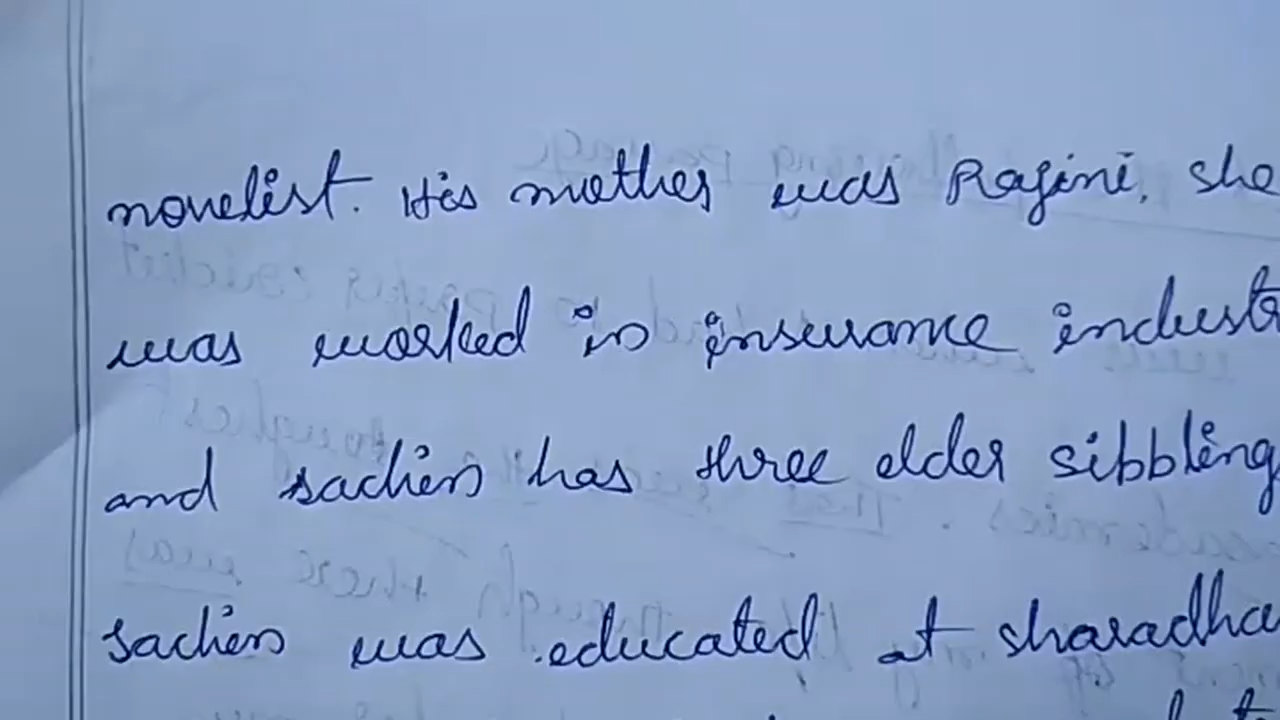 novelist. His mother was Rajini. she
was worked in insurance industr
and sachin has three elder sibbling
sachin was educated at sharadha